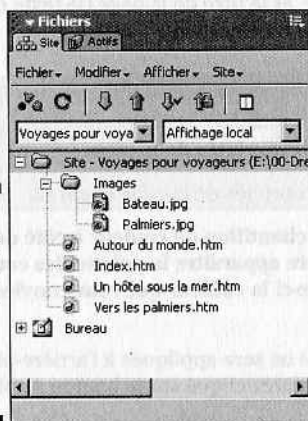 Fichiers
Site Actifs
Fichier Modifier Afficher Site
Voyages pour voya Affichage local
Site - Voyages pour voyageurs (E:\00-Dre
Images
Bateau.jpg
Palmiers.jpg
Autour du monde.htm
Index.htm
Un hôtel sous la mer.htm
Vers les palmiers.htm
Bureau